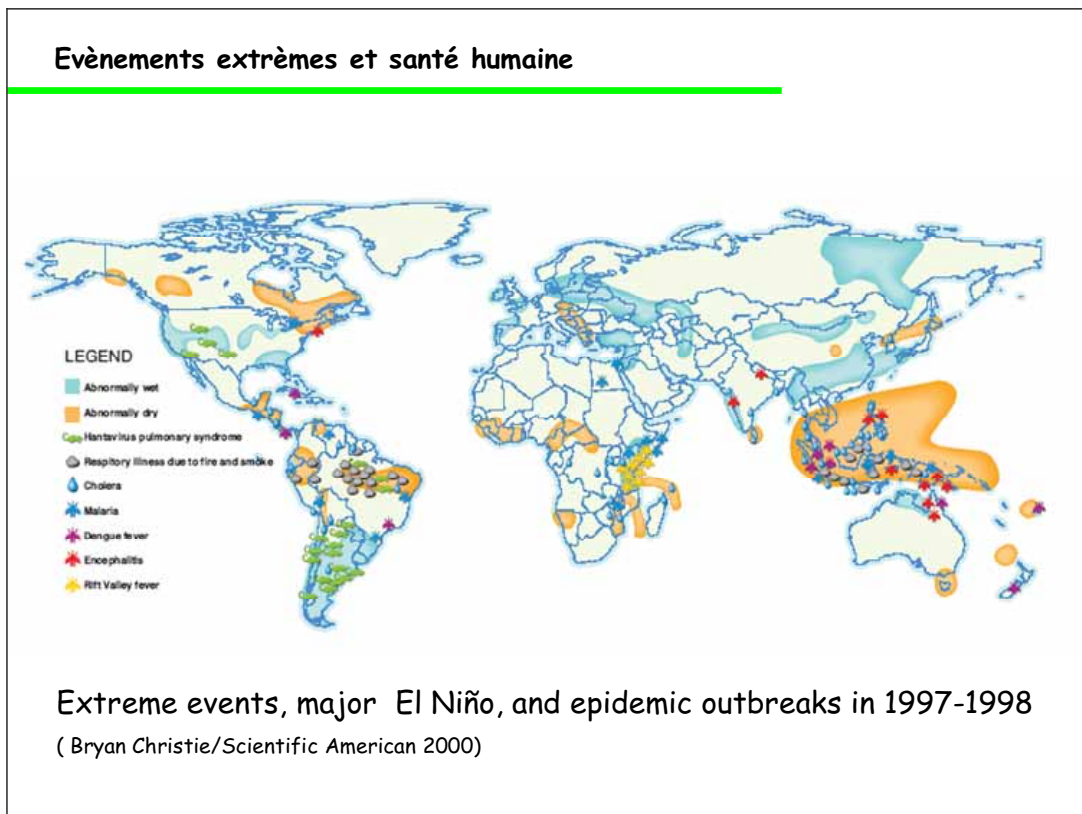 Evènements extrèmes et santé humaine
LEGEND
Abnormally wet
Abnormally dry
Hantavirus pulmonary syndrome
Respitory illness due to fire and smoke
Cholera
Malaria
Dengue fever
Encephalitis
Rift Valley fever
Extreme events, major El Niño, and epidemic outbreaks in 1997-1998
( Bryan Christie/Scientific American 2000)